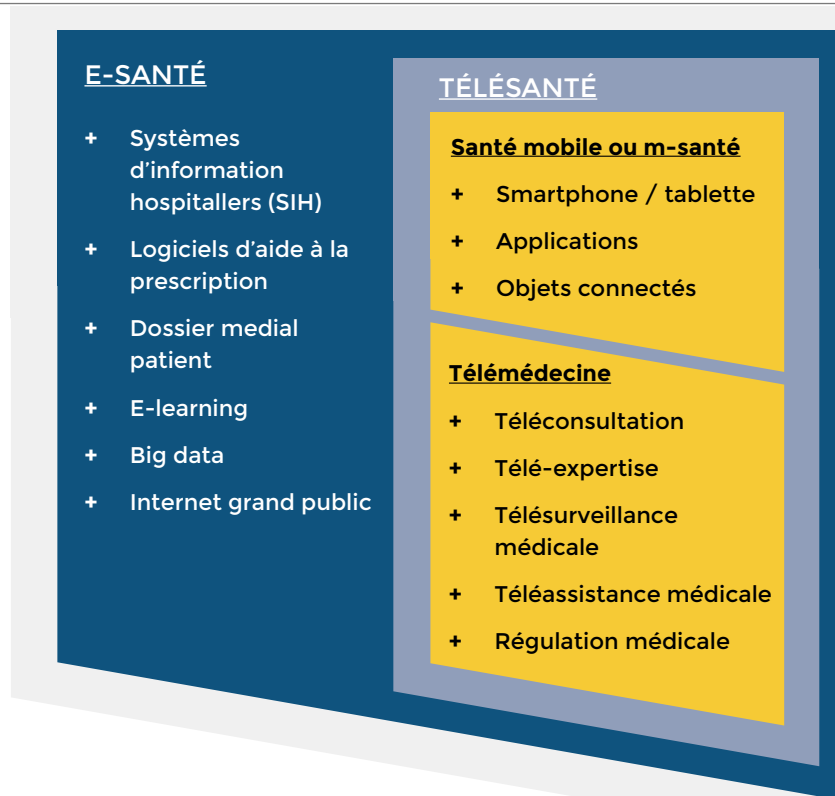 E-SANTÉ
+ Systèmes
d'information
hospitallers (SIH)
+ Logiciels d'aide à la
prescription
+ Dossier medial
patient
+ E-learning
+ Big data
+ Internet grand public
TÉLÉSANTÉ
Santé mobile ou m-santé
+ Smartphone / tablette
+ Applications
+ Objets connectés
Télémédecine
+ Téléconsultation
+ Télé-expertise
+ Télésurveillance
médicale
+ Téléassistance médicale
+ Régulation médicale